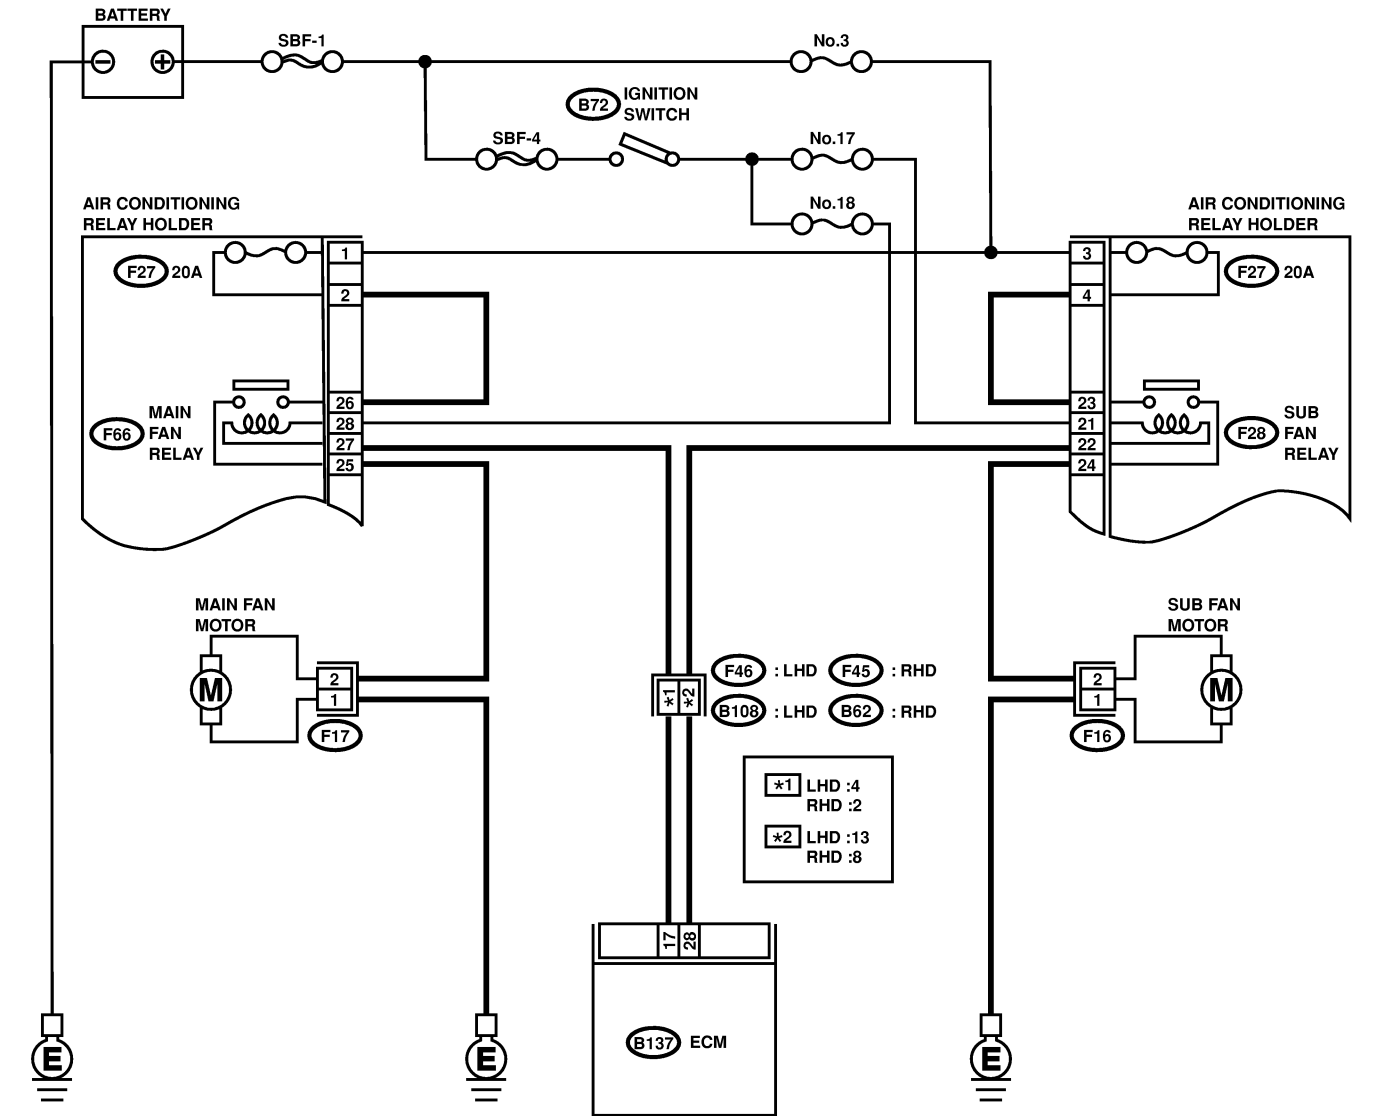 BATTERY
SBF-1
No.3
B72
IGNITION
SWITCH
SBF-4
No.17
No.18
AIR CONDITIONING
RELAY HOLDER
AIR CONDITIONING
RELAY HOLDER
F27 20A
1
2
3
4
F27 20A
F66
MAIN
FAN
RELAY
26
28
27
25
23
21
22
24
F28
SUB
FAN
RELAY
MAIN FAN
MOTOR
M
2
1
F17
SUB FAN
MOTOR
M
2
1
F16
*1
*2
F46 : LHD
F45 : RHD
B108 : LHD
B62 : RHD
*1 LHD :4
RHD :2
*2 LHD :13
RHD :8
17
28
B137 ECM
E
E
E